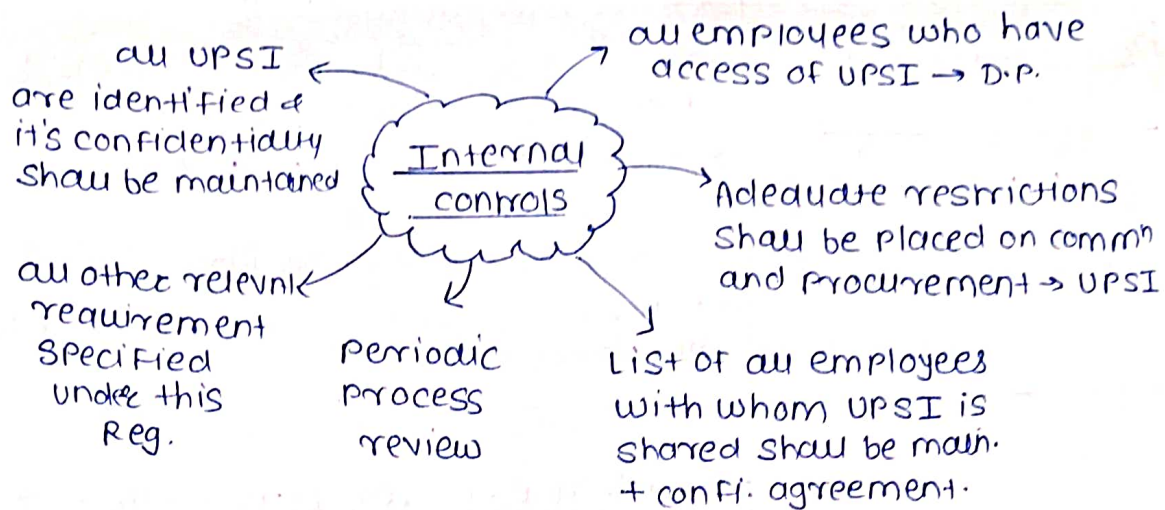 Internal
controls
all UPSI
are identified &
it's confidentiality
shall be maintained
all employees who have
access of UPSI → D.P.
Adequate restrictions
shall be placed on commⁿ
and procurement → UPSI
List of all employees
with whom UPSI is
shared shall be main.
+ confi. agreement.
Periodic
process
review
all other relevnt
requirement
specified
under this
Reg.